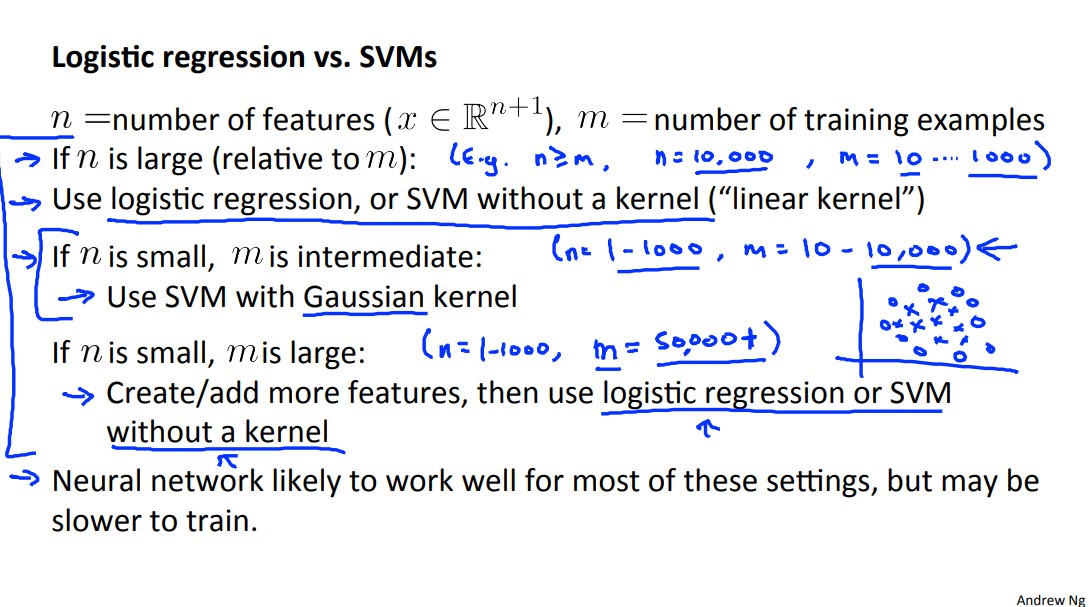 Logistic regression vs. SVMs
n =number of features (x ∈ ℝⁿ⁺¹), m = number of training examples
→ If n is large (relative to m): (E.g. n ≥ m, n = 10,000, m = 10 .... 1000)
→ Use logistic regression, or SVM without a kernel (“linear kernel”)
→ If n is small, m is intermediate: (n = 1 - 1000, m = 10 - 10,000) ←
→ Use SVM with Gaussian kernel
If n is small, m is large: (n = 1-1000, m = 50,000+)
→ Create/add more features, then use logistic regression or SVM
without a kernel
→ Neural network likely to work well for most of these settings, but may be
slower to train.
Andrew Ng